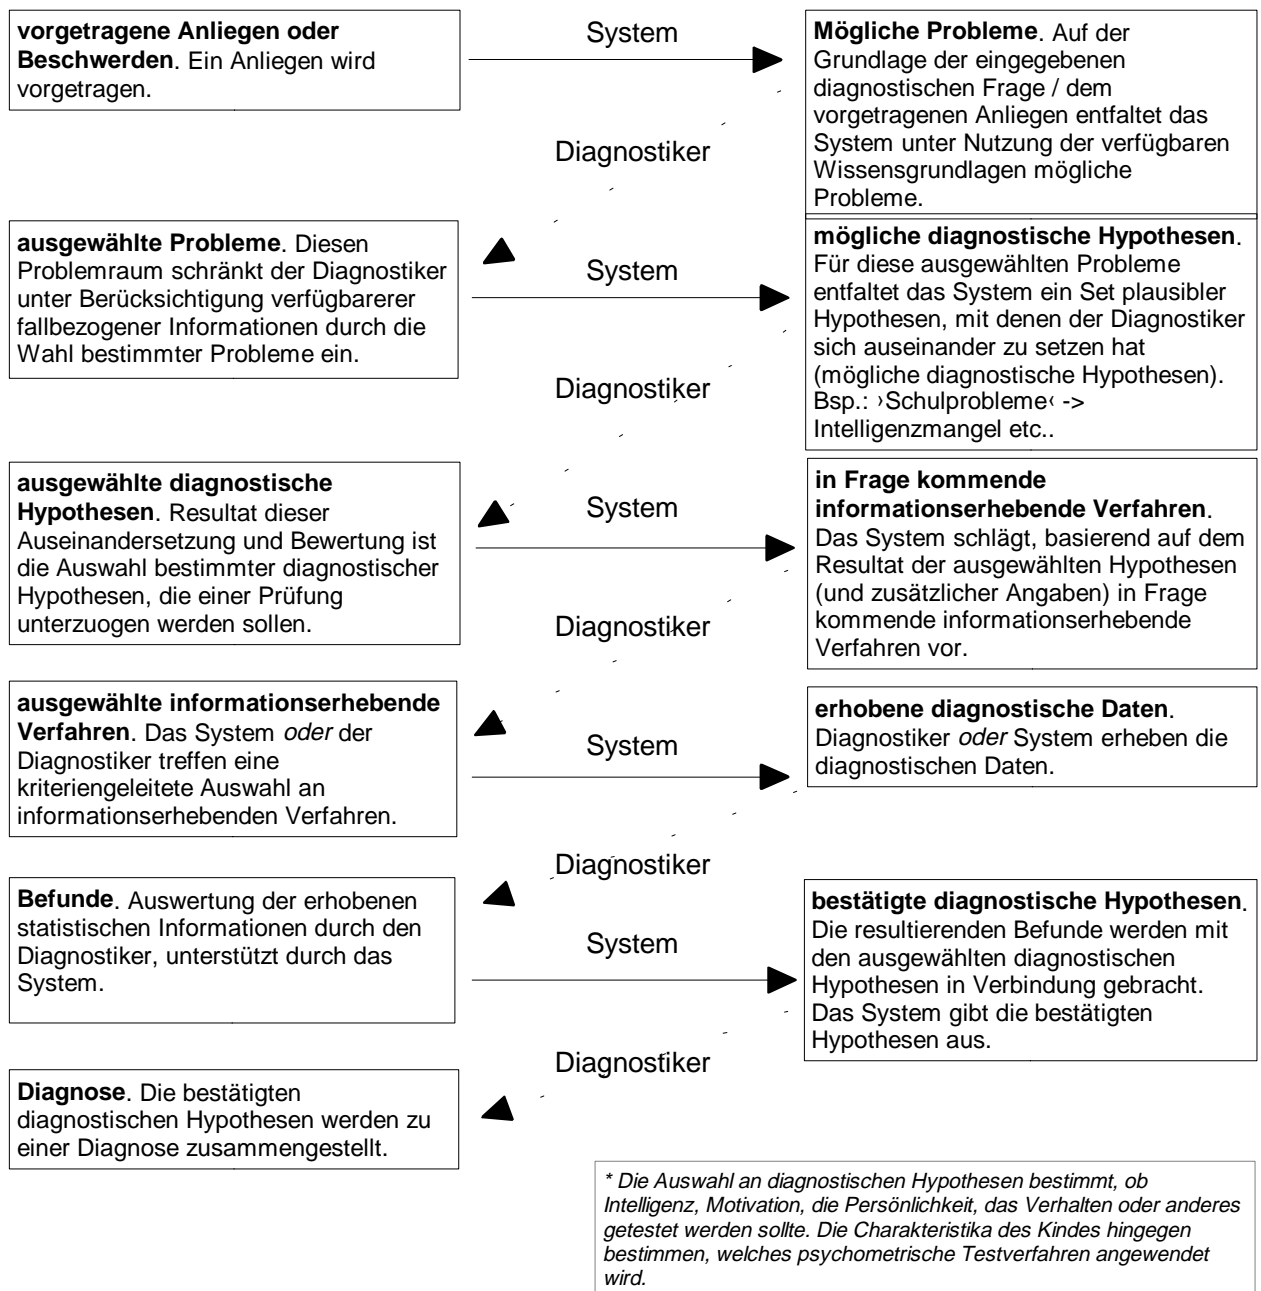 vorgetragene Anliegen oder
Beschwerden. Ein Anliegen wird
vorgetragen.
System
Mögliche Probleme. Auf der
Grundlage der eingegebenen
diagnostischen Frage / dem
vorgetragenen Anliegen entfaltet das
System unter Nutzung der verfügbaren
Wissensgrundlagen mögliche
Probleme.
Diagnostiker
ausgewählte Probleme. Diesen
Problemraum schränkt der Diagnostiker
unter Berücksichtigung verfügbarerer
fallbezogener Informationen durch die
Wahl bestimmter Probleme ein.
System
mögliche diagnostische Hypothesen.
Für diese ausgewählten Probleme
entfaltet das System ein Set plausibler
Hypothesen, mit denen der Diagnostiker
sich auseinander zu setzen hat
(mögliche diagnostische Hypothesen).
Bsp.: ›Schulprobleme‹ ->
Intelligenzmangel etc..
Diagnostiker
ausgewählte diagnostische
Hypothesen. Resultat dieser
Auseinandersetzung und Bewertung ist
die Auswahl bestimmter diagnostischer
Hypothesen, die einer Prüfung
unterzuogen werden sollen.
System
in Frage kommende
informationserhebende Verfahren.
Das System schlägt, basierend auf dem
Resultat der ausgewählten Hypothesen
(und zusätzlicher Angaben) in Frage
kommende informationserhebende
Verfahren vor.
Diagnostiker
ausgewählte informationserhebende
Verfahren. Das System oder der
Diagnostiker treffen eine
kriteriengeleitete Auswahl an
informationserhebenden Verfahren.
System
erhobene diagnostische Daten.
Diagnostiker oder System erheben die
diagnostischen Daten.
Diagnostiker
Befunde. Auswertung der erhobenen
statistischen Informationen durch den
Diagnostiker, unterstützt durch das
System.
System
bestätigte diagnostische Hypothesen.
Die resultierenden Befunde werden mit
den ausgewählten diagnostischen
Hypothesen in Verbindung gebracht.
Das System gibt die bestätigten
Hypothesen aus.
Diagnostiker
Diagnose. Die bestätigten
diagnostischen Hypothesen werden zu
einer Diagnose zusammengestellt.
* Die Auswahl an diagnostischen Hypothesen bestimmt, ob
Intelligenz, Motivation, die Persönlichkeit, das Verhalten oder anderes
getestet werden sollte. Die Charakteristika des Kindes hingegen
bestimmen, welches psychometrische Testverfahren angewendet
wird.